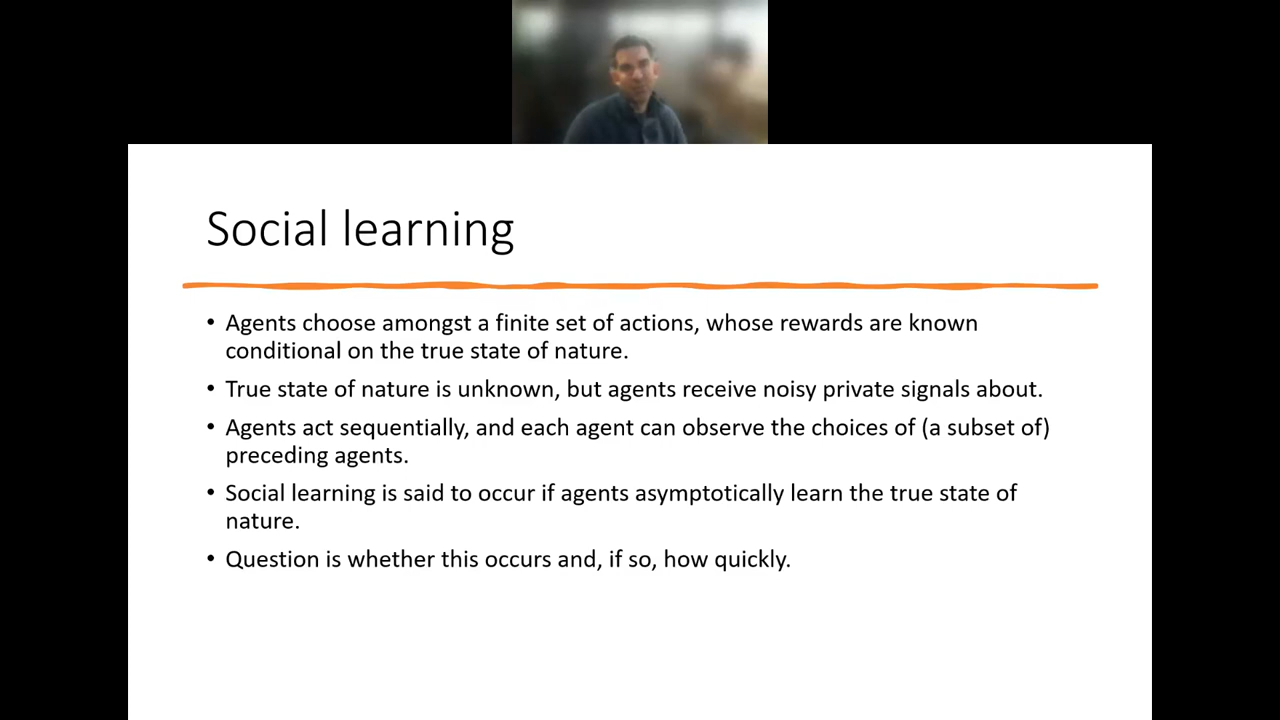 Social learning
• Agents choose amongst a finite set of actions, whose rewards are known
conditional on the true state of nature.
• True state of nature is unknown, but agents receive noisy private signals about.
• Agents act sequentially, and each agent can observe the choices of (a subset of)
preceding agents.
• Social learning is said to occur if agents asymptotically learn the true state of
nature.
• Question is whether this occurs and, if so, how quickly.